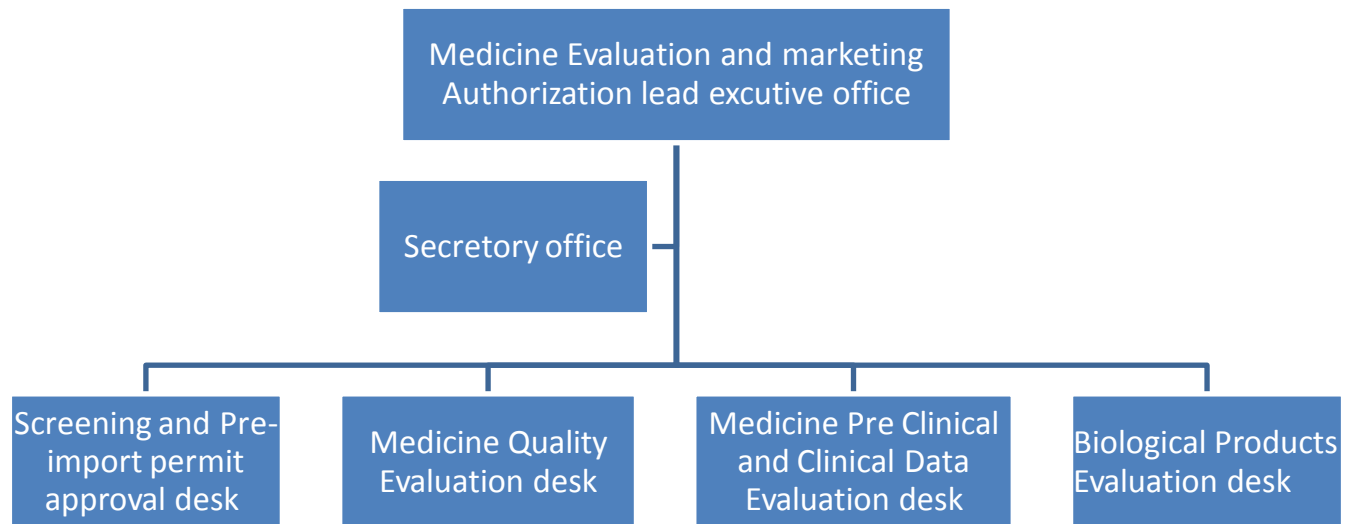 Medicine Evaluation and marketing
Authorization lead excutive office
Secretory office
Screening and Pre-
import permit
approval desk
Medicine Quality
Evaluation desk
Medicine Pre Clinical
and Clinical Data
Evaluation desk
Biological Products
Evaluation desk